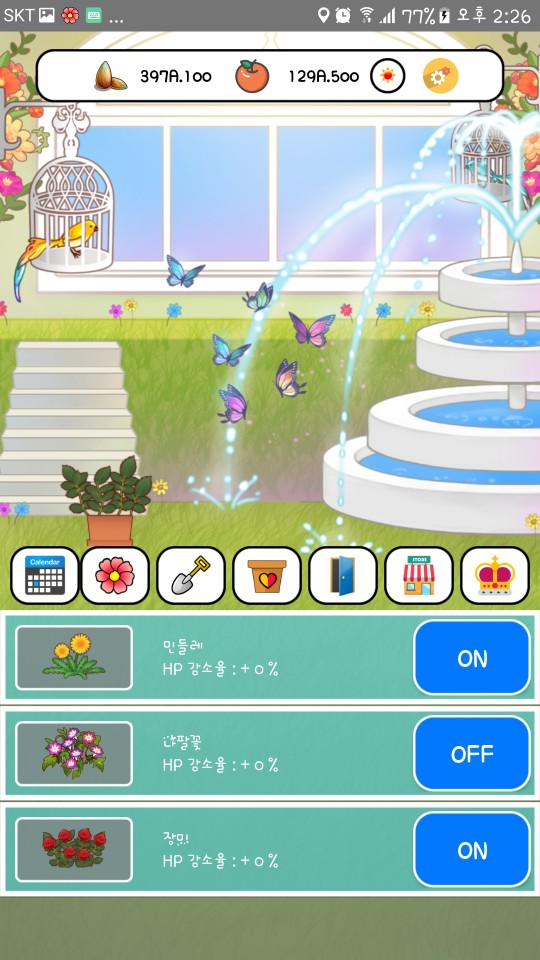 SKT ... 77% 오후 2:26
397A.100 129A.500
Calendar STORE
민들레
HP 감소율 : + 0 %
ON
나팔꽃
HP 감소율 : + 0 %
OFF
장미
HP 감소율 : + 0 %
ON